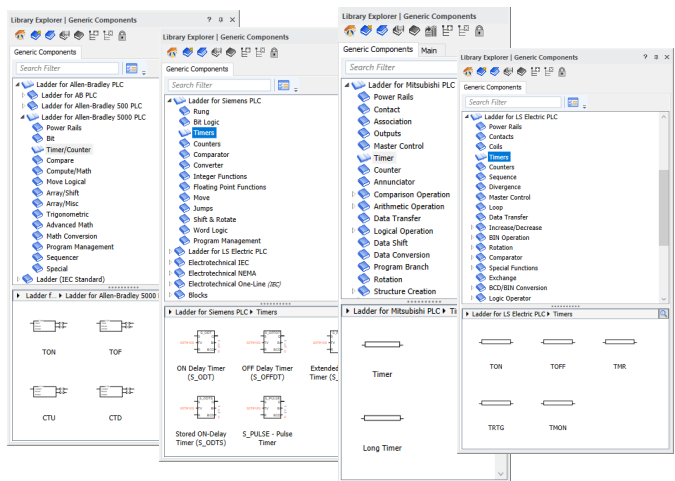 Library Explorer | Generic Components
Generic Components
Search Filter
Ladder for Allen-Bradley PLC
Ladder for AB PLC
Ladder for Allen-Bradley 500 PLC
Ladder for Allen-Bradley 5000 PLC
Power Rails
Bit
Timer/Counter
Compare
Compute/Math
Move Logical
Array/Shift
Array/Misc
Trigonometric
Advanced Math
Math Conversion
Program Management
Sequencer
Special
Ladder (IEC Standard)
Ladder f... Ladder for Allen-Bradley 5000
TON TOF
CTU CTD
Library Explorer | Generic Components
Generic Components
Search Filter
Ladder for Siemens PLC
Rung
Bit Logic
Timers
Counters
Comparator
Converter
Integer Functions
Floating Point Functions
Move
Jumps
Shift & Rotate
Word Logic
Program Management
Ladder for LS Electric PLC
Electrotechnical IEC
Electrotechnical NEMA
Electrotechnical One-Line (IEC)
Blocks
Ladder for Siemens PLC Timers
ON Delay Timer OFF Delay Timer Extended
(S_ODT) (S_OFFDT) Timer (S_
Stored ON-Delay S_PULSE - Pulse
Timer (S_ODTS) Timer
Library Explorer | Generic Components
Generic Components Main
Search Filter
Ladder for Mitsubishi PLC
Power Rails
Contact
Association
Outputs
Master Control
Timer
Counter
Annunciator
Comparison Operation
Arithmetic Operation
Data Transfer
Logical Operation
Data Shift
Data Conversion
Program Branch
Rotation
Structure Creation
Ladder for Mitsubishi PLC Ti
Timer
Long Timer
Library Explorer | Generic Components
Generic Components
Search Filter
Ladder for LS Electric PLC
Power Rails
Contacts
Coils
Timers
Counters
Sequence
Divergence
Master Control
Loop
Data Transfer
Increase/Decrease
BIN Operation
Rotation
Comparator
Special Functions
Exchange
BCD/BIN Conversion
Logic Operator
Ladder for LS Electric PLC Timers
TON TOFF TMR
TRTG TMON